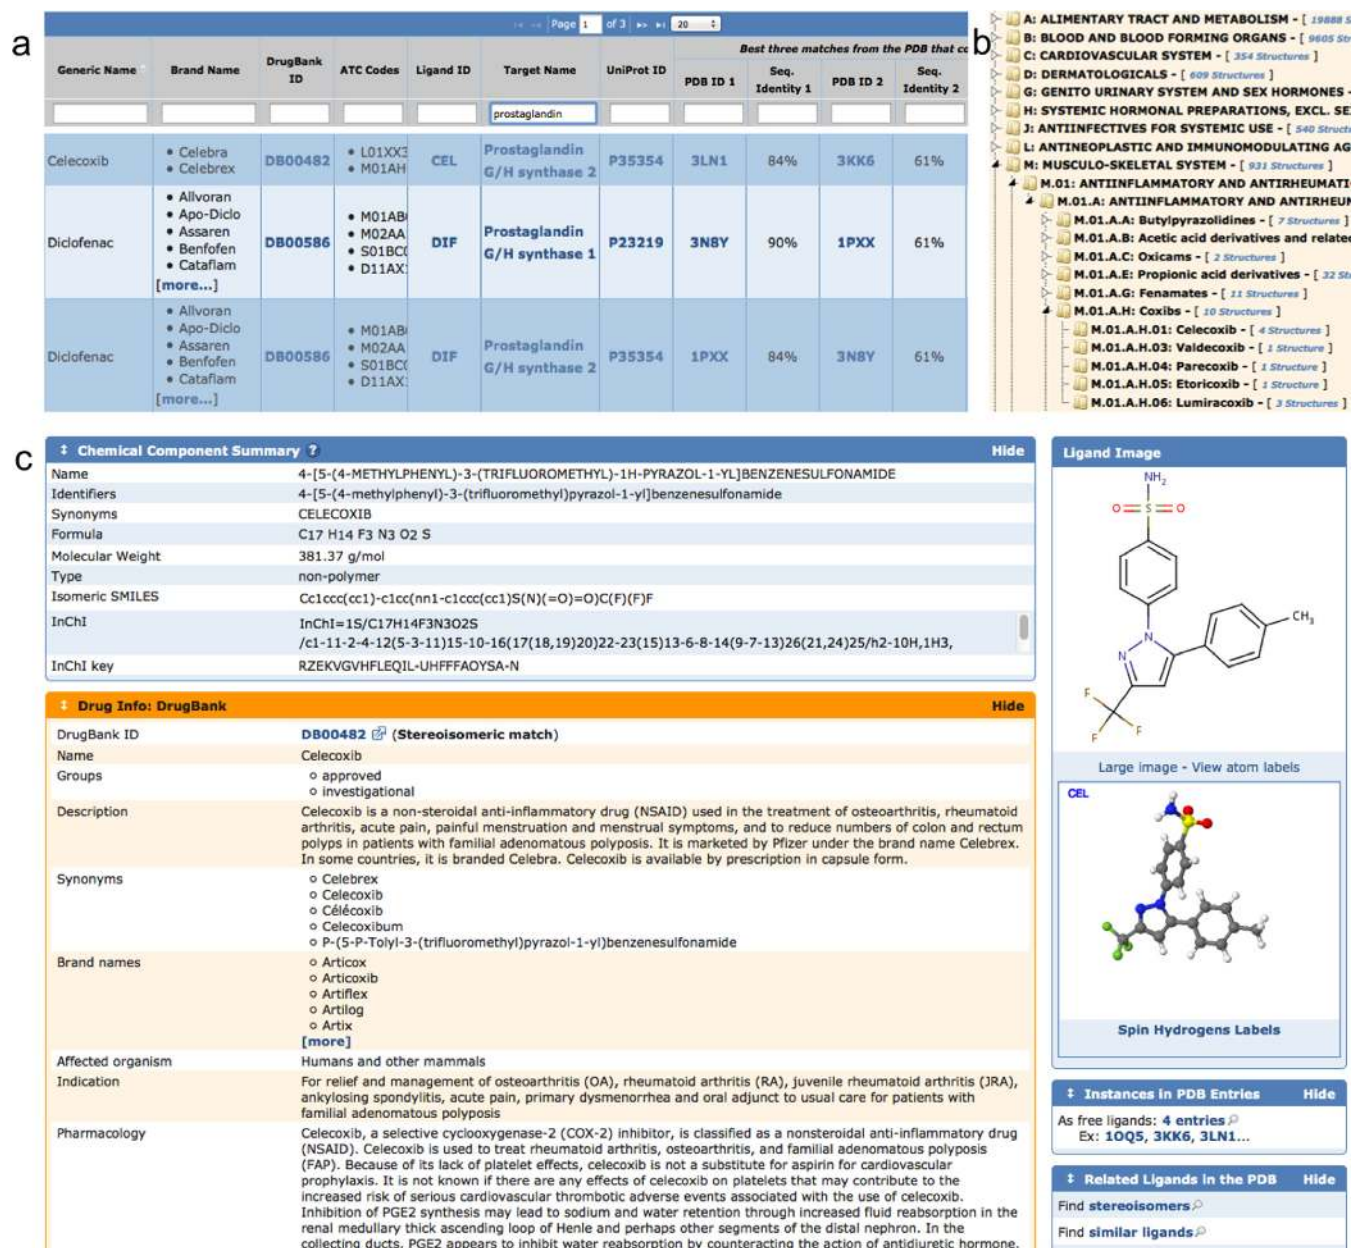 a
Page 1 of 3 20
Best three matches from the PDB that co
Generic Name Brand Name DrugBank ID ATC Codes Ligand ID Target Name UniProt ID PDB ID 1 Seq. Identity 1 PDB ID 2 Seq. Identity 2
prostaglandin
Celecoxib • Celebra • Celebrex DB00482 • L01XX3 • M01AH CEL Prostaglandin G/H synthase 2 P35354 3LN1 84% 3KK6 61%
Diclofenac • Allvoran • Apo-Diclo • Assaren • Benfofen • Cataflam [more...] DB00586 • M01AB • M02AA • S01BC • D11AX DIF Prostaglandin G/H synthase 1 P23219 3N8Y 90% 1PXX 61%
Diclofenac • Allvoran • Apo-Diclo • Assaren • Benfofen • Cataflam [more...] DB00586 • M01AB • M02AA • S01BC • D11AX DIF Prostaglandin G/H synthase 2 P35354 1PXX 84% 3N8Y 61%
b
A: ALIMENTARY TRACT AND METABOLISM - [ 19888 S
B: BLOOD AND BLOOD FORMING ORGANS - [ 9605 Str
C: CARDIOVASCULAR SYSTEM - [ 354 Structures ]
D: DERMATOLOGICALS - [ 609 Structures ]
G: GENITO URINARY SYSTEM AND SEX HORMONES -
H: SYSTEMIC HORMONAL PREPARATIONS, EXCL. SE
J: ANTIINFECTIVES FOR SYSTEMIC USE - [ 540 Struct
L: ANTINEOPLASTIC AND IMMUNOMODULATING AG
M: MUSCULO-SKELETAL SYSTEM - [ 931 Structures ]
M.01: ANTIINFLAMMATORY AND ANTIRHEUMATI
M.01.A: ANTIINFLAMMATORY AND ANTIRHEUM
M.01.A.A: Butylpyrazolidines - [ 7 Structures ]
M.01.A.B: Acetic acid derivatives and related
M.01.A.C: Oxicams - [ 2 Structures ]
M.01.A.E: Propionic acid derivatives - [ 32 St
M.01.A.G: Fenamates - [ 11 Structures ]
M.01.A.H: Coxibs - [ 10 Structures ]
M.01.A.H.01: Celecoxib - [ 4 Structures ]
M.01.A.H.03: Valdecoxib - [ 1 Structure ]
M.01.A.H.04: Parecoxib - [ 1 Structure ]
M.01.A.H.05: Etoricoxib - [ 1 Structure ]
M.01.A.H.06: Lumiracoxib - [ 3 Structures ]
c
Chemical Component Summary ? Hide
Name 4-[5-(4-METHYLPHENYL)-3-(TRIFLUOROMETHYL)-1H-PYRAZOL-1-YL]BENZENESULFONAMIDE
Identifiers 4-[5-(4-methylphenyl)-3-(trifluoromethyl)pyrazol-1-yl]benzenesulfonamide
Synonyms CELECOXIB
Formula C17 H14 F3 N3 O2 S
Molecular Weight 381.37 g/mol
Type non-polymer
Isomeric SMILES Cc1ccc(cc1)-c1cc(nn1-c1ccc(cc1)S(N)(=O)=O)C(F)(F)F
InChI InChI=1S/C17H14F3N3O2S
/c1-11-2-4-12(5-3-11)15-10-16(17(18,19)20)22-23(15)13-6-8-14(9-7-13)26(21,24)25/h2-10H,1H3,
InChI key RZEKVGVHFLEQIL-UHFFFAOYSA-N
Drug Info: DrugBank Hide
DrugBank ID DB00482 (Stereoisomeric match)
Name Celecoxib
Groups
approved
investigational
Description Celecoxib is a non-steroidal anti-inflammatory drug (NSAID) used in the treatment of osteoarthritis, rheumatoid
arthritis, acute pain, painful menstruation and menstrual symptoms, and to reduce numbers of colon and rectum
polyps in patients with familial adenomatous polyposis. It is marketed by Pfizer under the brand name Celebrex.
In some countries, it is branded Celebra. Celecoxib is available by prescription in capsule form.
Synonyms
Celebrex
Celecoxib
Célécoxib
Celecoxibum
P-(5-P-Tolyl-3-(trifluoromethyl)pyrazol-1-yl)benzenesulfonamide
Brand names
Articox
Articoxib
Artiflex
Artilog
Artix
[more]
Affected organism Humans and other mammals
Indication For relief and management of osteoarthritis (OA), rheumatoid arthritis (RA), juvenile rheumatoid arthritis (JRA),
ankylosing spondylitis, acute pain, primary dysmenorrhea and oral adjunct to usual care for patients with
familial adenomatous polyposis
Pharmacology Celecoxib, a selective cyclooxygenase-2 (COX-2) inhibitor, is classified as a nonsteroidal anti-inflammatory drug
(NSAID). Celecoxib is used to treat rheumatoid arthritis, osteoarthritis, and familial adenomatous polyposis
(FAP). Because of its lack of platelet effects, celecoxib is not a substitute for aspirin for cardiovascular
prophylaxis. It is not known if there are any effects of celecoxib on platelets that may contribute to the
increased risk of serious cardiovascular thrombotic adverse events associated with the use of celecoxib.
Inhibition of PGE2 synthesis may lead to sodium and water retention through increased fluid reabsorption in the
renal medullary thick ascending loop of Henle and perhaps other segments of the distal nephron. In the
collecting ducts, PGE2 appears to inhibit water reabsorption by counteracting the action of antidiuretic hormone.
Ligand Image
NH2
O S O
N
N
CH3
F
F
F
Large image - View atom labels
CEL
Spin Hydrogens Labels
Instances in PDB Entries Hide
As free ligands: 4 entries
Ex: 1OQ5, 3KK6, 3LN1...
Related Ligands in the PDB Hide
Find stereoisomers
Find similar ligands